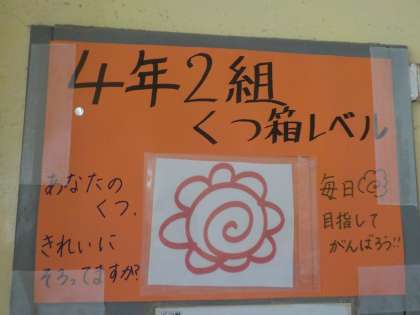 4年2組
くつ箱レベル
あなたの
くつ、
きれいに
そろってますか?
毎日
目指して
がんばろう!!